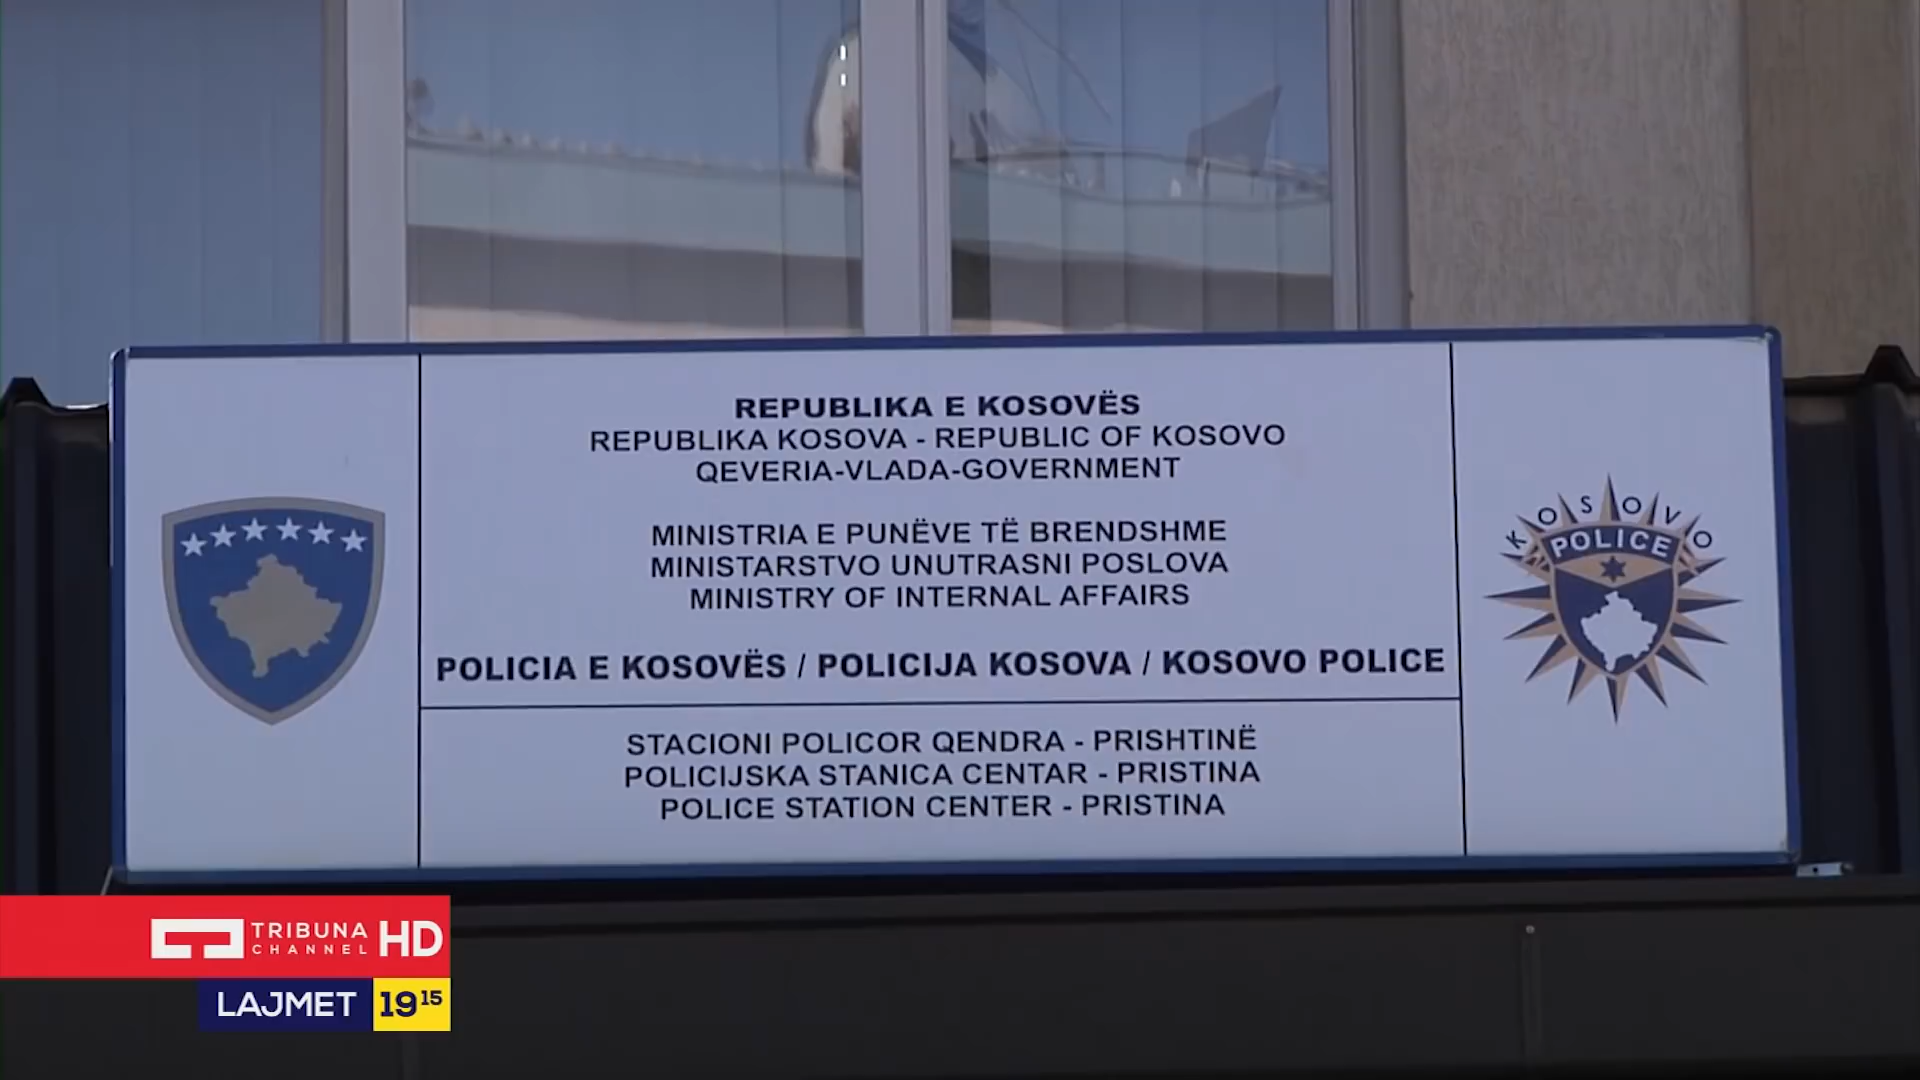 REPUBLIKA E KOSOVËS
REPUBLIKA KOSOVA - REPUBLIC OF KOSOVO
QEVERIA-VLADA-GOVERNMENT
MINISTRIA E PUNËVE TË BRENDSHME
MINISTARSTVO UNUTRASNI POSLOVA
MINISTRY OF INTERNAL AFFAIRS
POLICIA E KOSOVËS / POLICIJA KOSOVA / KOSOVO POLICE
STACIONI POLICOR QENDRA - PRISHTINË
POLICIJSKA STANICA CENTAR - PRISTINA
POLICE STATION CENTER - PRISTINA
KOSOVO
POLICE
TRIBUNA
CHANNEL
HD
LAJMET 19 15